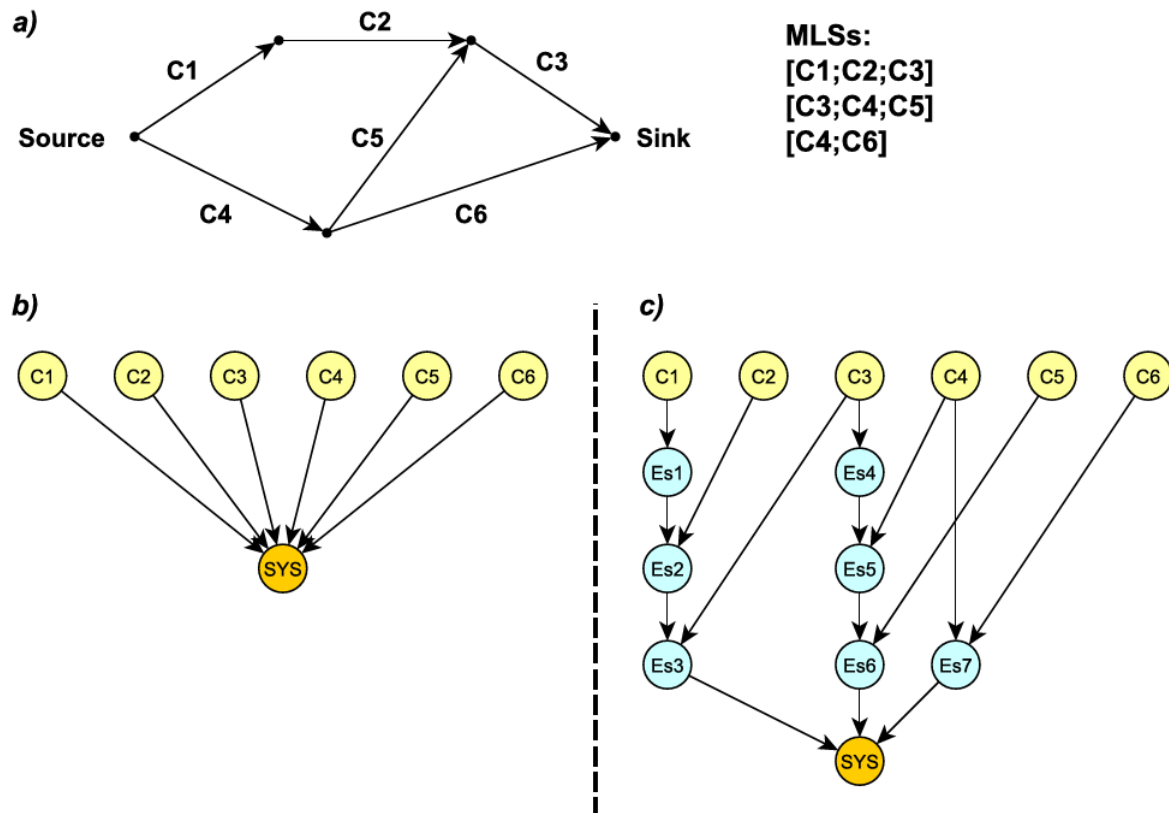 a)
C1
C2
C3
C4
C5
C6
Source
Sink
MLSs:
[C1;C2;C3]
[C3;C4;C5]
[C4;C6]
b)
C1 C2 C3 C4 C5 C6
SYS
c)
C1 C2 C3 C4 C5 C6
Es1 Es4
Es2 Es5
Es3 Es6 Es7
SYS